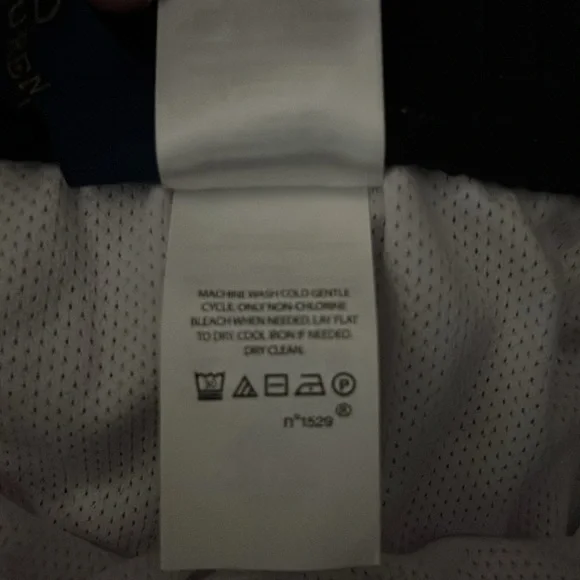 UREN
MACHINE WASH COLD GENTLE
CYCLE. ONLY NON-CHLORINE
BLEACH WHEN NEEDED. LAY FLAT
TO DRY. COOL IRON IF NEEDED.
DRY CLEAN.
P
n°1529 ®